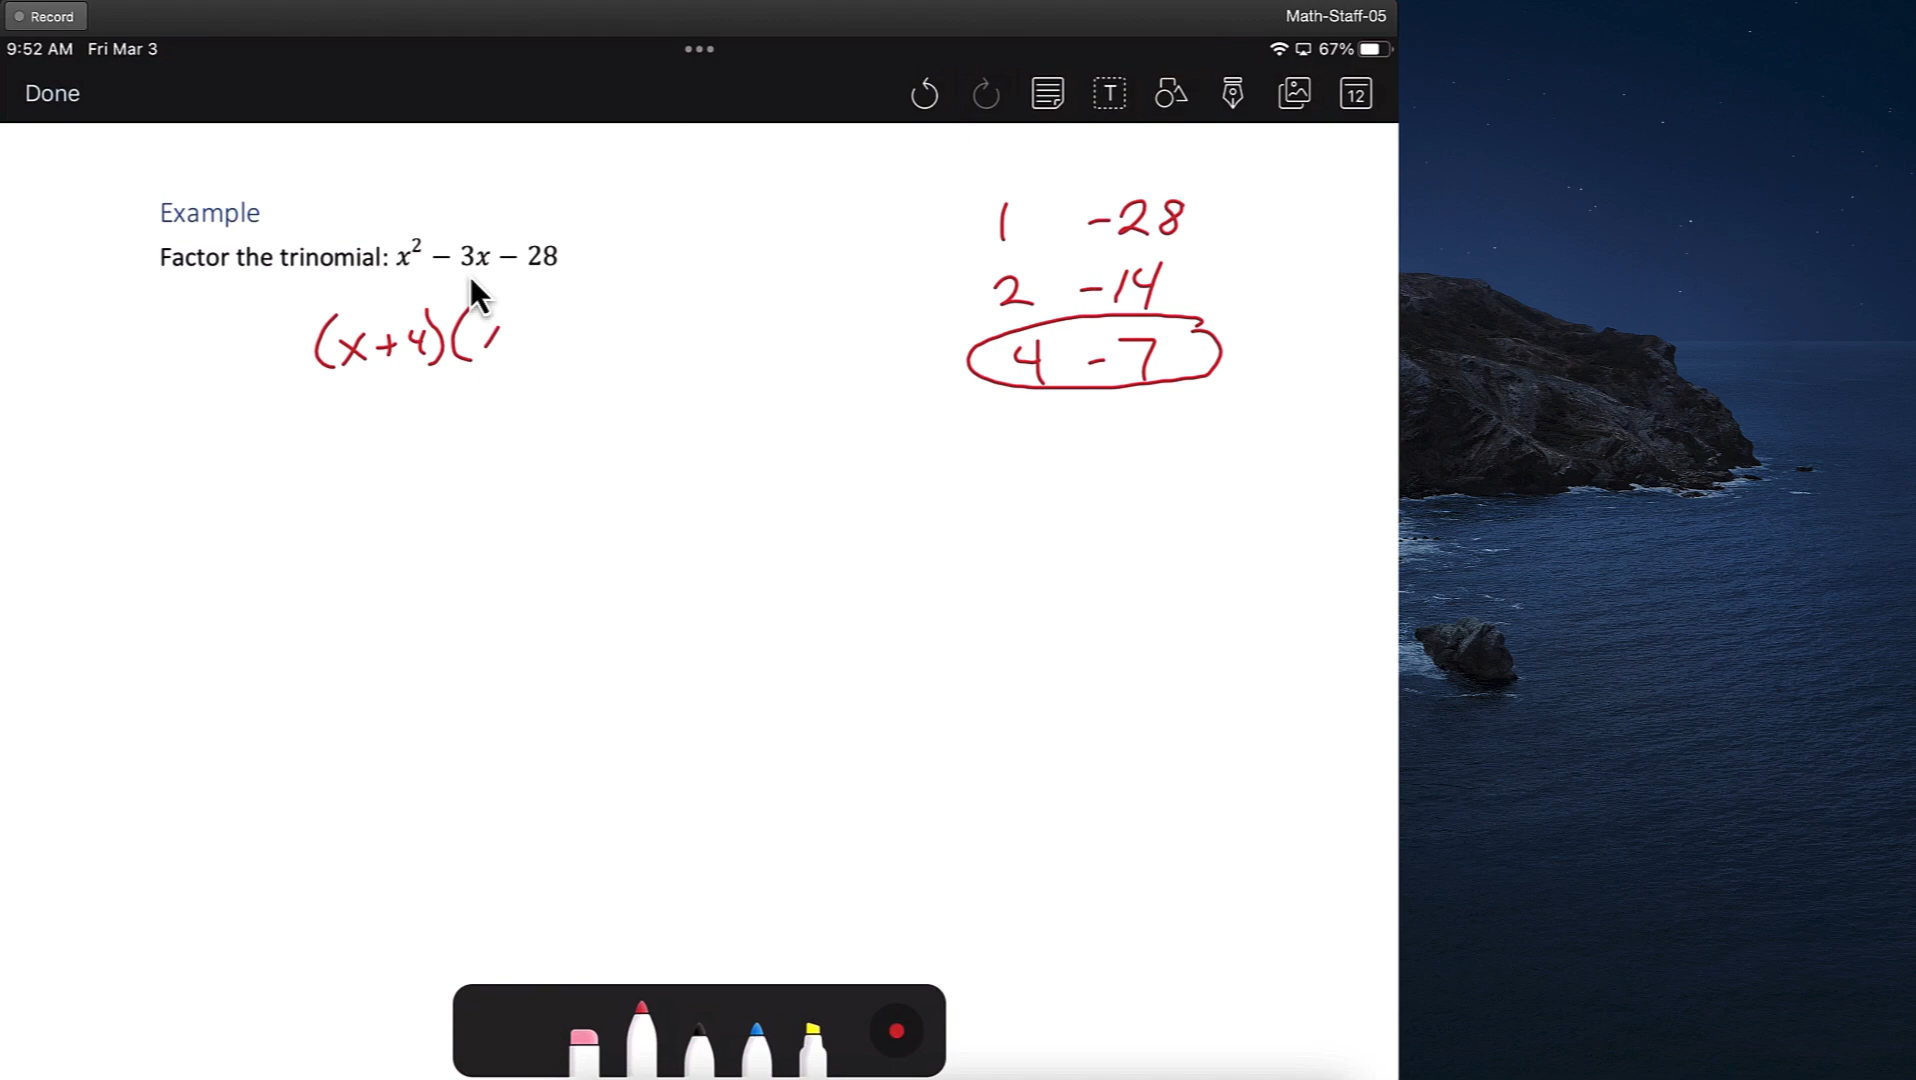 Record
Math-Staff-05
9:52 AM Fri Mar 3
67%
Done
T
12
Example
Factor the trinomial: x² − 3x − 28
(x+4)(
1 -28
2 -14
4 -7